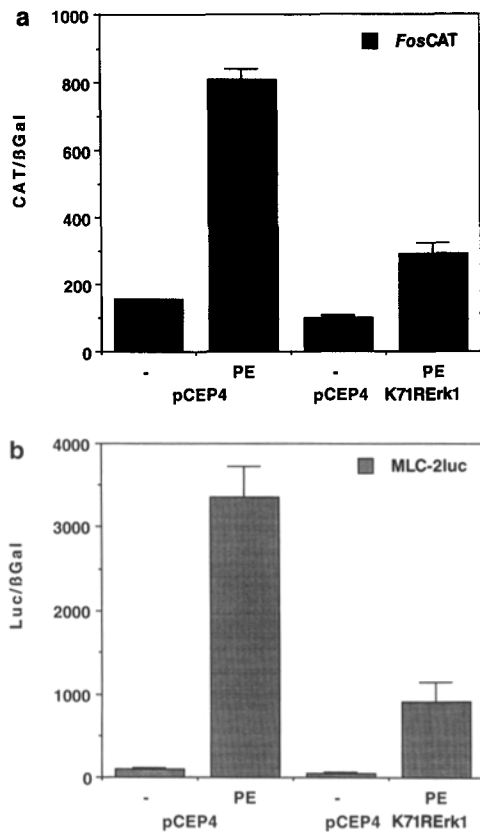 a
FosCAT
CAT/βGal
1000
800
600
400
200
0
- PE - PE
pCEP4 pCEP4 K71RErk1
b
MLC-2luc
Luc/βGal
4000
3000
2000
1000
0
- PE - PE
pCEP4 pCEP4 K71RErk1